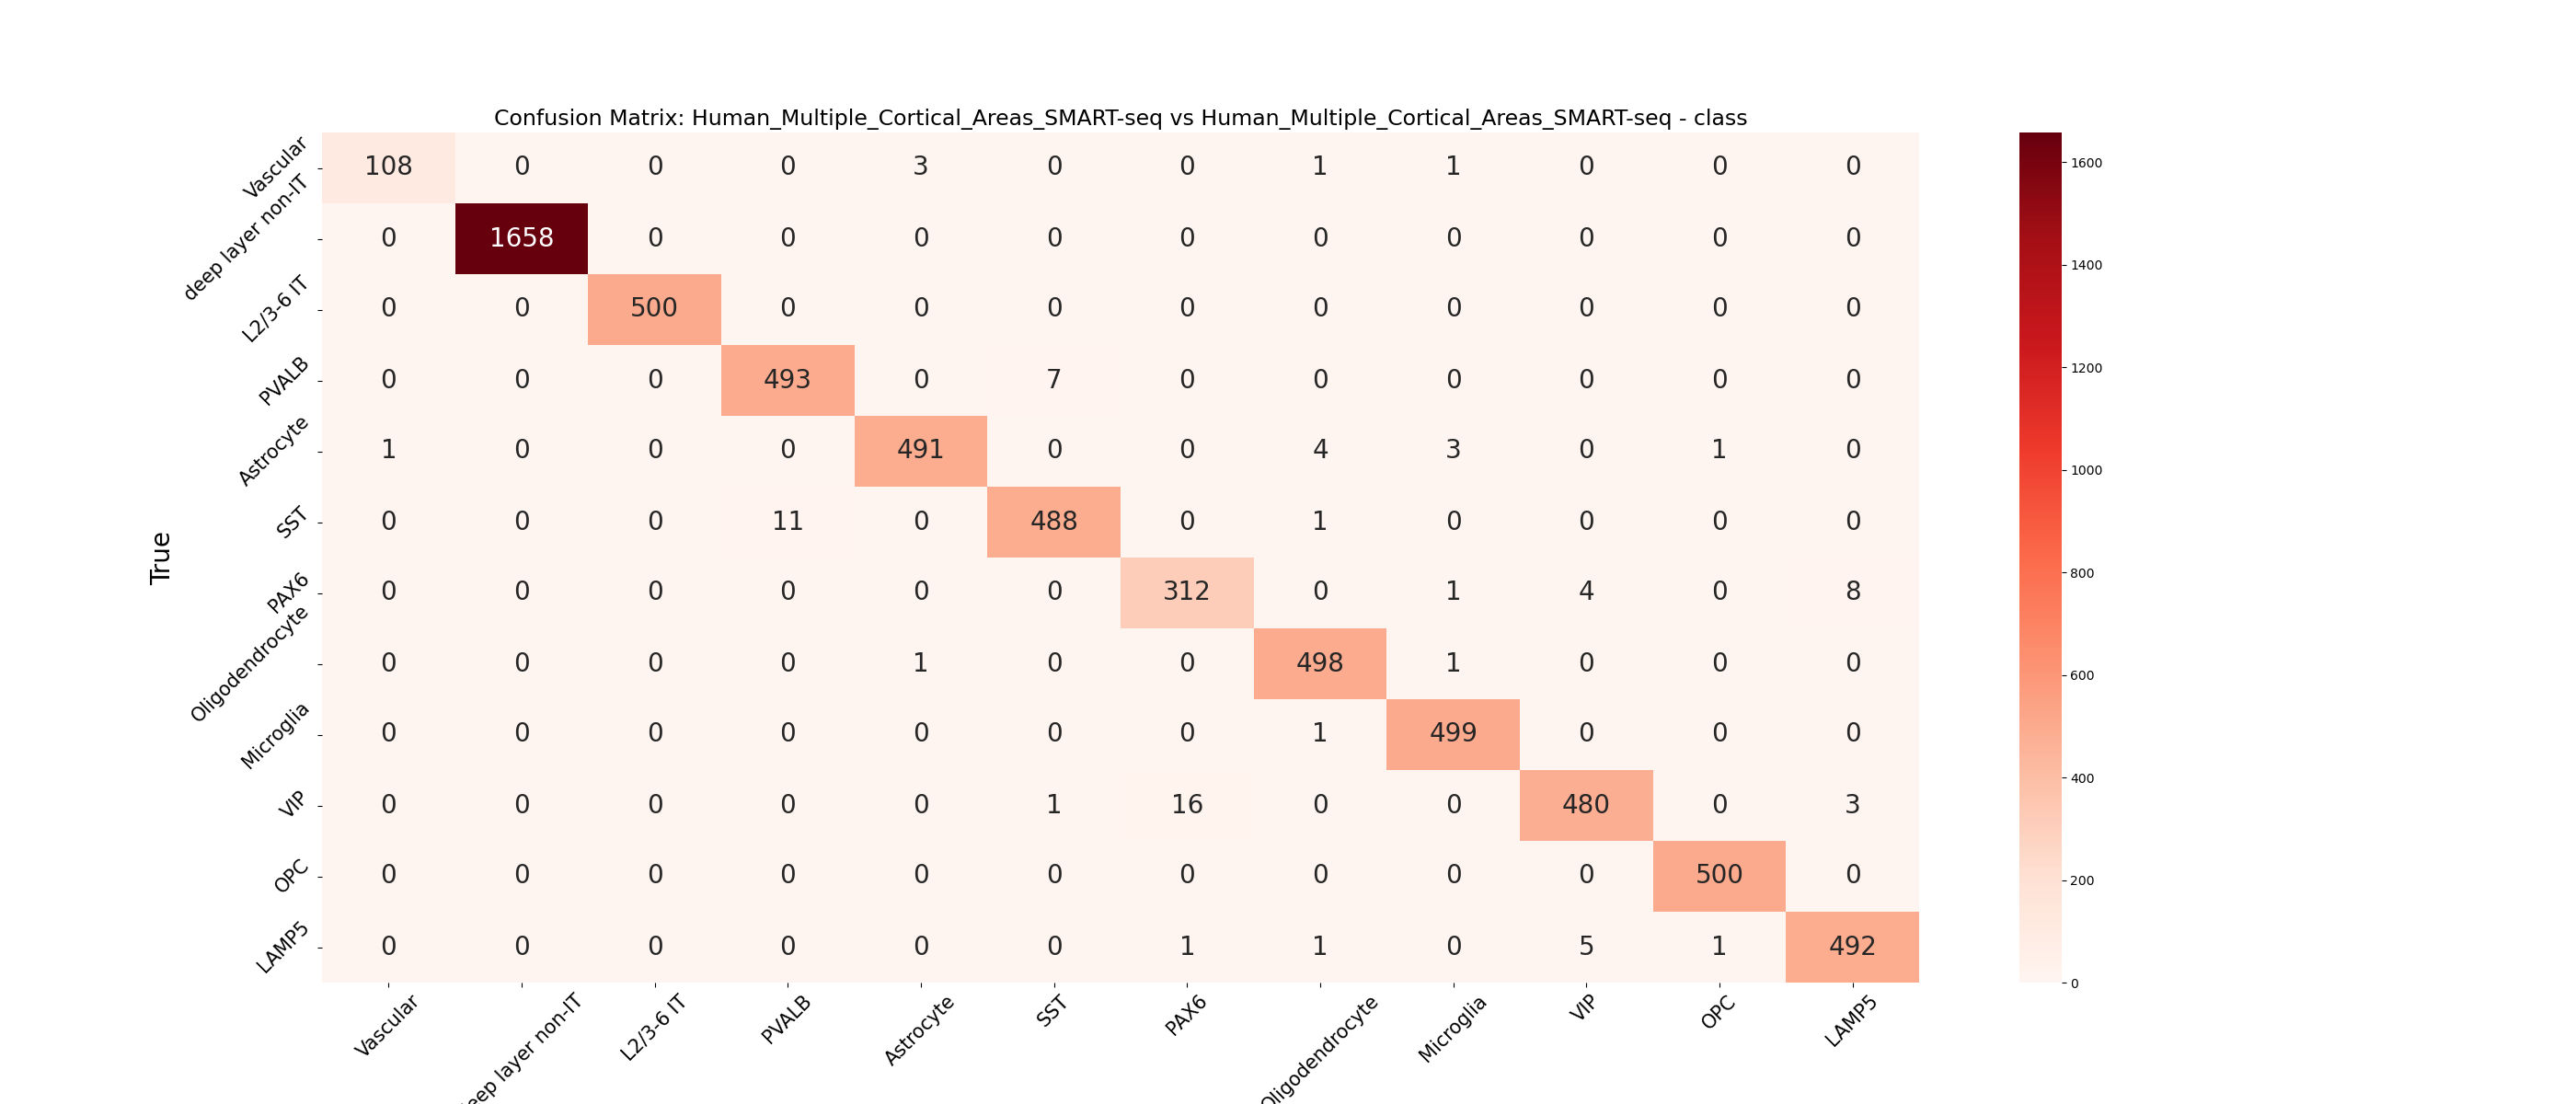 Confusion Matrix: Human_Multiple_Cortical_Areas_SMART-seq vs Human_Multiple_Cortical_Areas_SMART-seq - class
True
Vascular 108 0 0 0 3 0 0 1 1 0 0 0
deep layer non-IT 0 1658 0 0 0 0 0 0 0 0 0 0
L2/3-6 IT 0 0 500 0 0 0 0 0 0 0 0 0
PVALB 0 0 0 493 0 7 0 0 0 0 0 0
Astrocyte 1 0 0 0 491 0 0 4 3 0 1 0
SST 0 0 0 11 0 488 0 1 0 0 0 0
PAX6 0 0 0 0 0 0 312 0 1 4 0 8
Oligodendrocyte 0 0 0 0 1 0 0 498 1 0 0 0
Microglia 0 0 0 0 0 0 0 1 499 0 0 0
VIP 0 0 0 0 0 1 16 0 0 480 0 3
OPC 0 0 0 0 0 0 0 0 0 0 500 0
LAMP5 0 0 0 0 0 0 1 1 0 5 1 492
Vascular eep layer non-IT L2/3-6 IT PVALB Astrocyte SST PAX6 Oligodendrocyte Microglia VIP OPC LAMP5
1600
1400
1200
1000
800
600
400
200
0